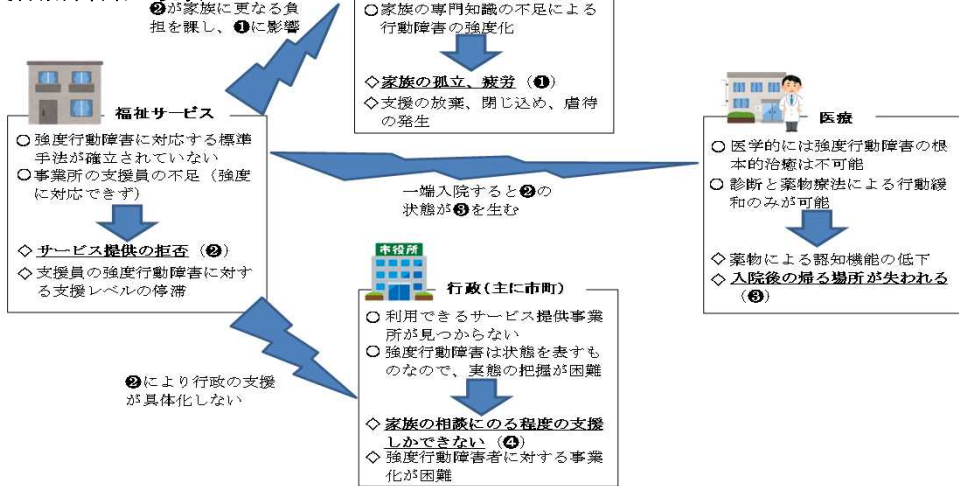 ❷が家族に更なる負
担を課し、❶に影響
○家族の専門知識の不足による
行動障害の強度化
◇家族の孤立、疲労（❶）
◇支援の放棄、閉じ込め、虐待
の発生
福祉サービス
○強度行動障害に対応する標準
手法が確立されていない
○事業所の支援員の不足（強度
に対応できず）
◇サービス提供の拒否（❷）
◇支援員の強度行動障害に対す
る支援レベルの停滞
一端入院すると❷の
状態が❸を生む
医療
○医学的には強度行動障害の根
本的治癒は不可能
○診断と薬物療法による行動緩
和のみが可能
◇薬物による認知機能の低下
◇入院後の帰る場所が失われる
（❸）
市役所
行政(主に市町)
○利用できるサービス提供事業
所が見つからない
○強度行動障害は状態を表すも
のなので、実態の把握が困難
◇家族の相談にのる程度の支援
しかできない（❹）
◇強度行動障害者に対する事業
化が困難
❷により行政の支援
が具体化しない